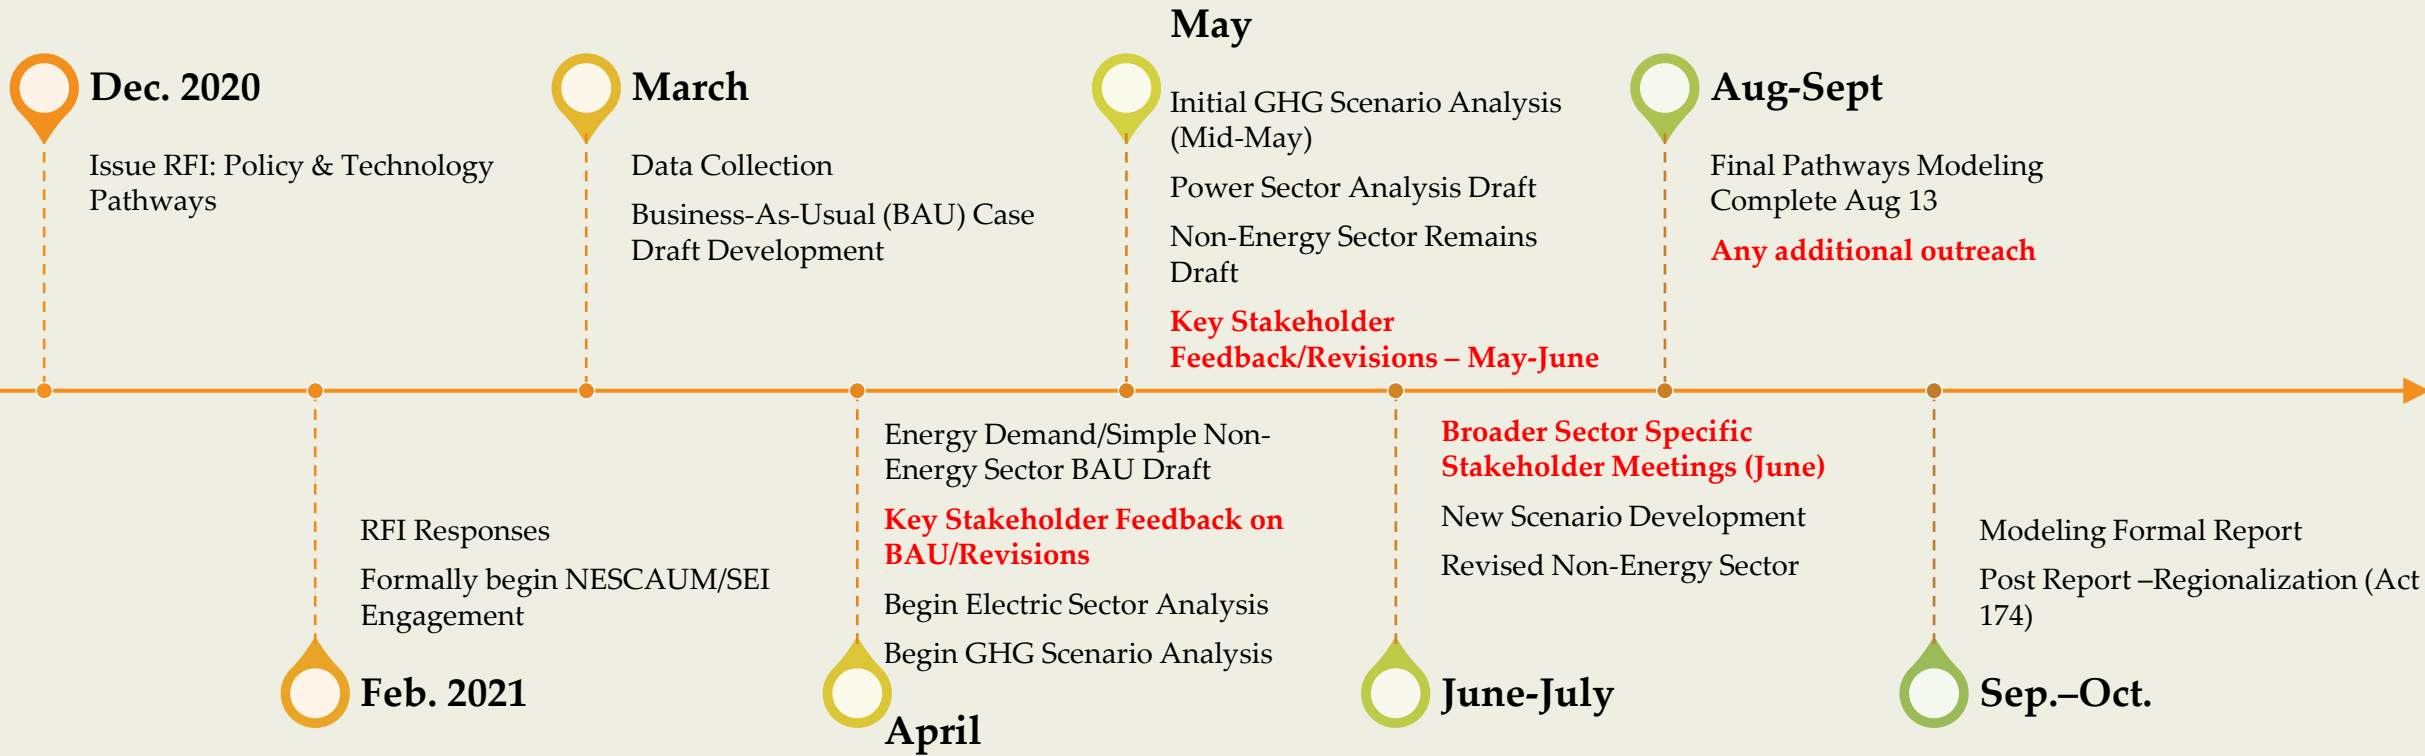 Dec. 2020
Issue RFI: Policy & Technology
Pathways
RFI Responses
Formally begin NESCAUM/SEI
Engagement
Feb. 2021
March
Data Collection
Business-As-Usual (BAU) Case
Draft Development
Energy Demand/Simple Non-
Energy Sector BAU Draft
Key Stakeholder Feedback on
BAU/Revisions
Begin Electric Sector Analysis
Begin GHG Scenario Analysis
April
May
Initial GHG Scenario Analysis
(Mid-May)
Power Sector Analysis Draft
Non-Energy Sector Remains
Draft
Key Stakeholder
Feedback/Revisions – May-June
Broader Sector Specific
Stakeholder Meetings (June)
New Scenario Development
Revised Non-Energy Sector
June-July
Aug-Sept
Final Pathways Modeling
Complete Aug 13
Any additional outreach
Modeling Formal Report
Post Report –Regionalization (Act
174)
Sep.–Oct.